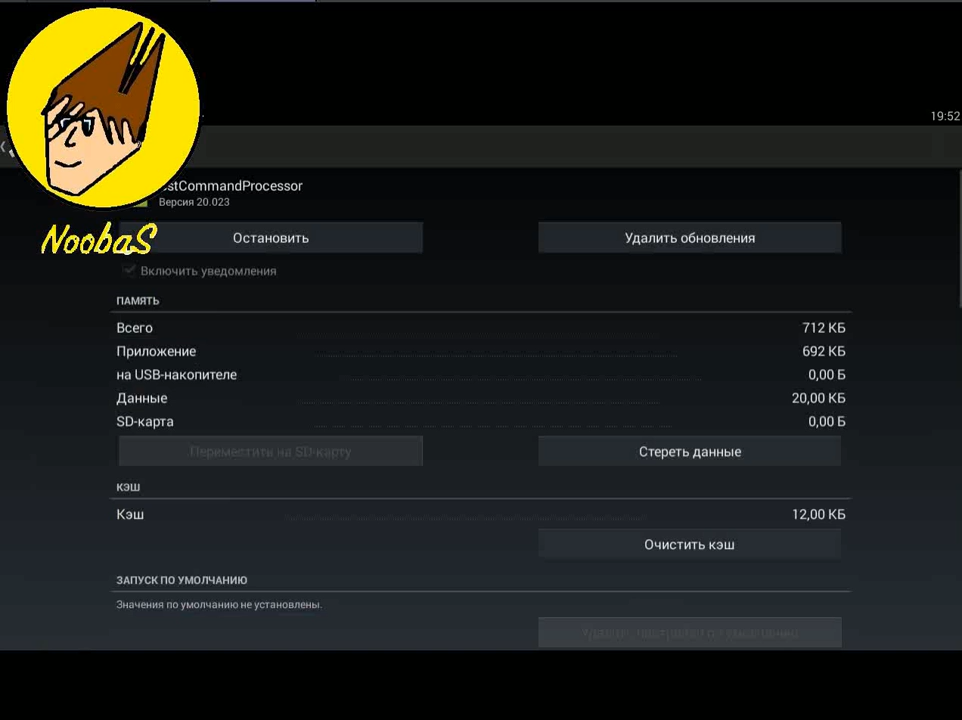 19:52
stCommandProcessor
Версия 20.023
NoobaS
Остановить
Удалить обновления
Включить уведомления
ПАМЯТЬ
Всего 712 КБ
Приложение 692 КБ
на USB-накопителе 0,00 Б
Данные 20,00 КБ
SD-карта 0,00 Б
Переместить на SD-карту
Стереть данные
КЭШ
Кэш 12,00 КБ
Очистить кэш
ЗАПУСК ПО УМОЛЧАНИЮ
Значения по умолчанию не установлены.